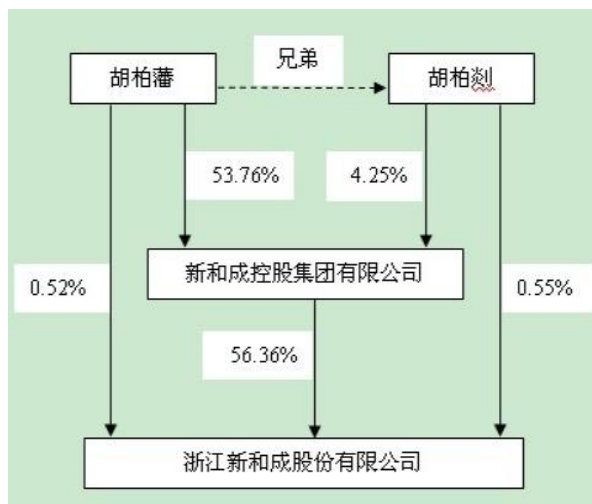 兄弟
胡柏藩
胡柏剡
53.76%
4.25%
新和成控股集团有限公司
0.52%
0.55%
56.36%
浙江新和成股份有限公司